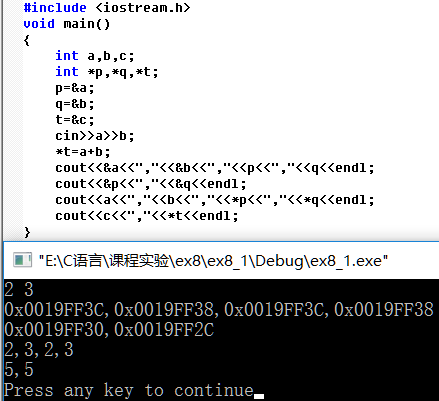 #include <iostream.h>
void main()
{
    int a,b,c;
    int *p,*q,*t;
    p=&a;
    q=&b;
    t=&c;
    cin>>a>>b;
    *t=a+b;
    cout<<&a<<","<<&b<<","<<p<<","<<q<<endl;
    cout<<&p<<","<<&q<<endl;
    cout<<a<<","<<b<<","<<*p<<","<<*q<<endl;
    cout<<c<<","<<*t<<endl;
}
"E:\C语言\课程实验\ex8\ex8_1\Debug\ex8_1.exe"
2 3
0x0019FF3C,0x0019FF38,0x0019FF3C,0x0019FF38
0x0019FF30,0x0019FF2C
2,3,2,3
5,5
Press any key to continue